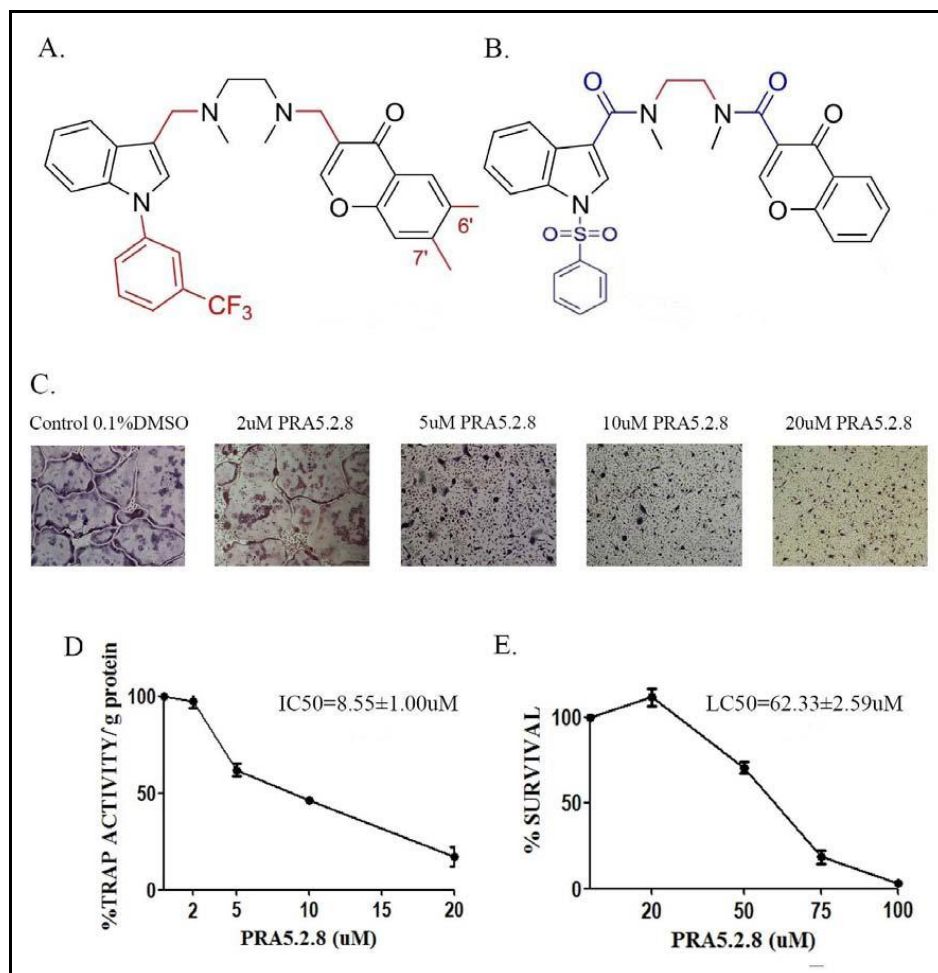 A.
B.
N
N
O
O
N
6'
7'
CF3
O
O
N
N
O
O
N
O=S=O
C.
Control 0.1%DMSO
2uM PRA5.2.8
5uM PRA5.2.8
10uM PRA5.2.8
20uM PRA5.2.8
D
%TRAP ACTIVITY/ g protein
100
50
0
2
5
10
15
20
PRA5.2.8 (uM)
IC50=8.55±1.00uM
E.
% SURVIVAL
100
50
0
20
50
75
100
PRA5.2.8 (uM)
LC50=62.33±2.59uM